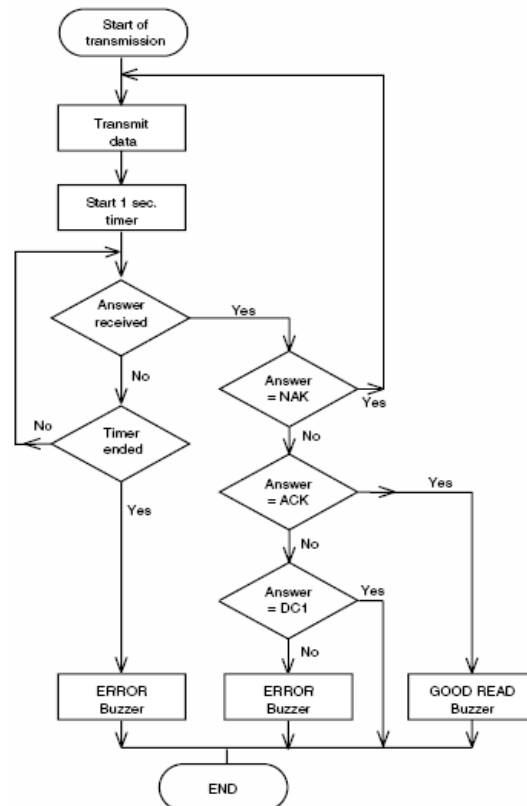 Start of
transmission
Transmit
data
Start 1 sec.
timer
Answer
received
Yes
No
Answer
= NAK
Yes
No
Timer
ended
No
Yes
Answer
= ACK
Yes
No
Answer
= DC1
Yes
No
ERROR
Buzzer
ERROR
Buzzer
GOOD READ
Buzzer
END